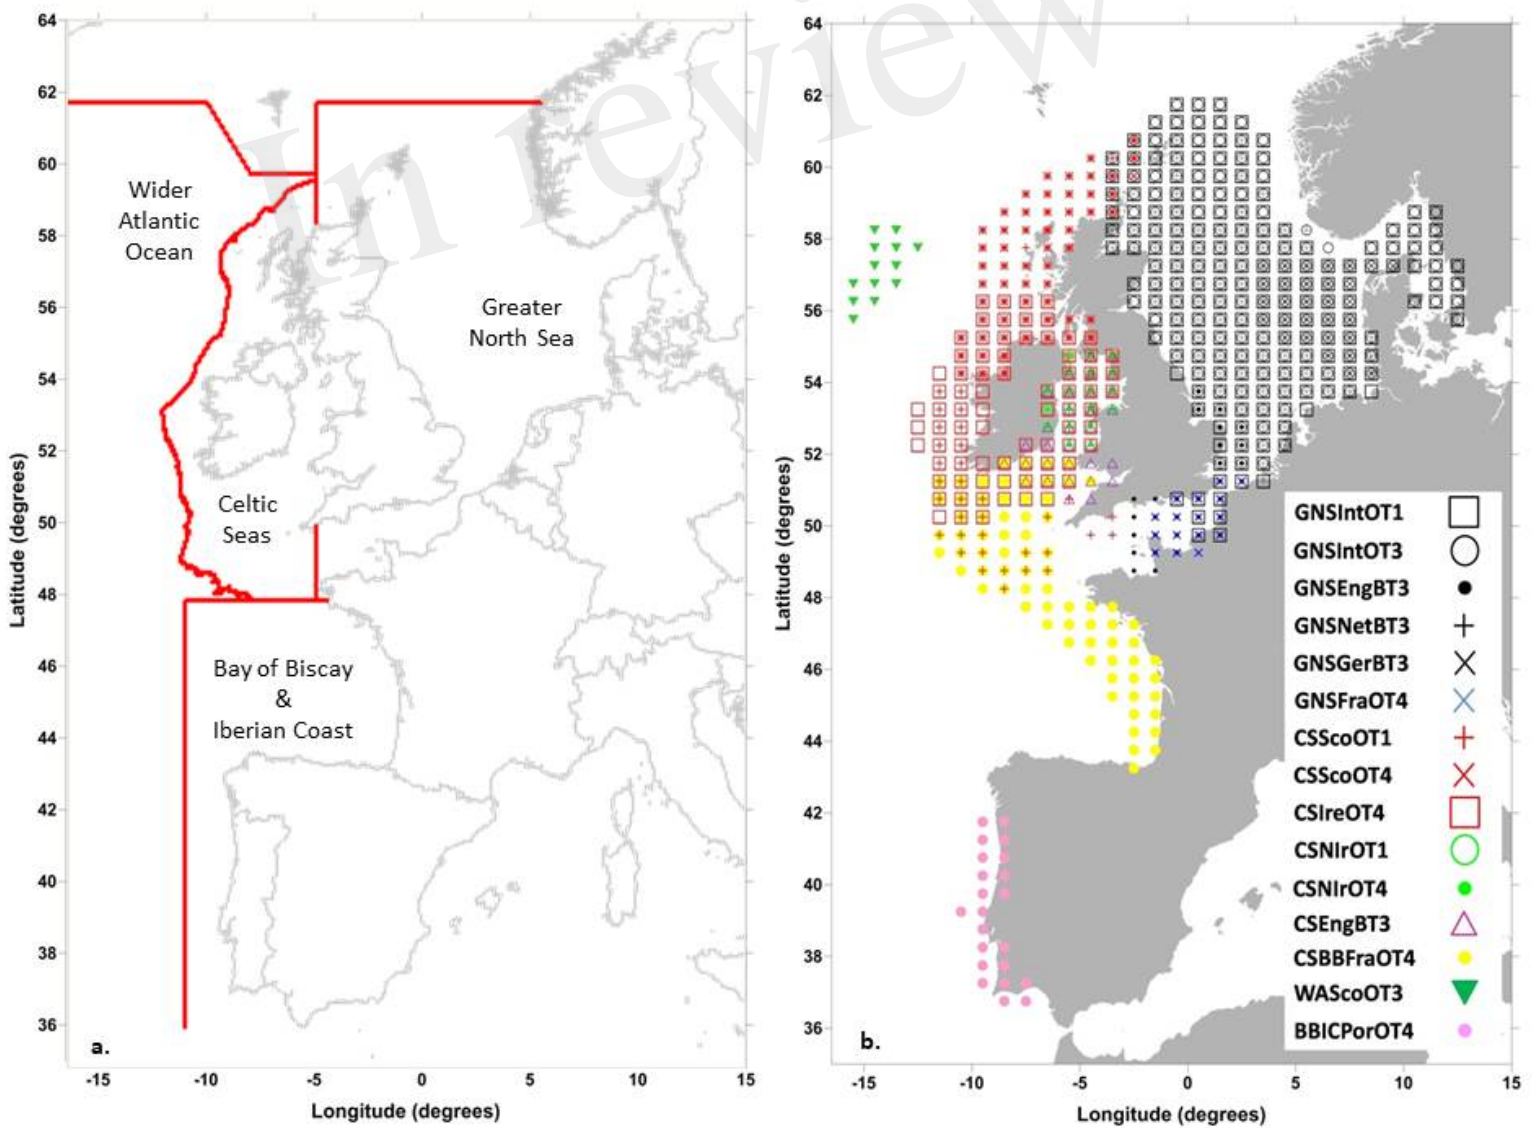 In review
64
62
60
58
56
54
52
50
48
46
44
42
40
38
36
Latitude (degrees)
Wider
Atlantic
Ocean
Greater
North Sea
Celtic
Seas
Bay of Biscay
&
Iberian Coast
a.
-15 -10 -5 0 5 10 15
Longitude (degrees)
64
62
60
58
56
54
52
50
48
46
44
42
40
38
36
Latitude (degrees)
GNSIntOT1
GNSIntOT3
GNSEngBT3
GNSNetBT3
GNSGerBT3
GNSFraOT4
CSScoOT1
CSScoOT4
CSIreOT4
CSNIrOT1
CSNIrOT4
CSEngBT3
CSBBFraOT4
WAScoOT3
BBICPorOT4
b.
-15 -10 -5 0 5 10 15
Longitude (degrees)